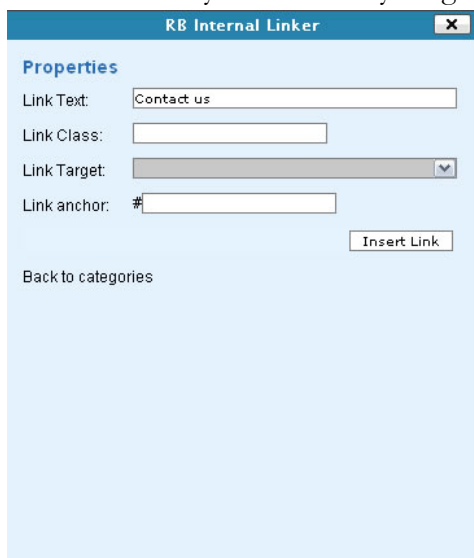 RB Internal Linker
Properties
Link Text: Contact us
Link Class:
Link Target:
Link anchor: #
Insert Link
Back to categories